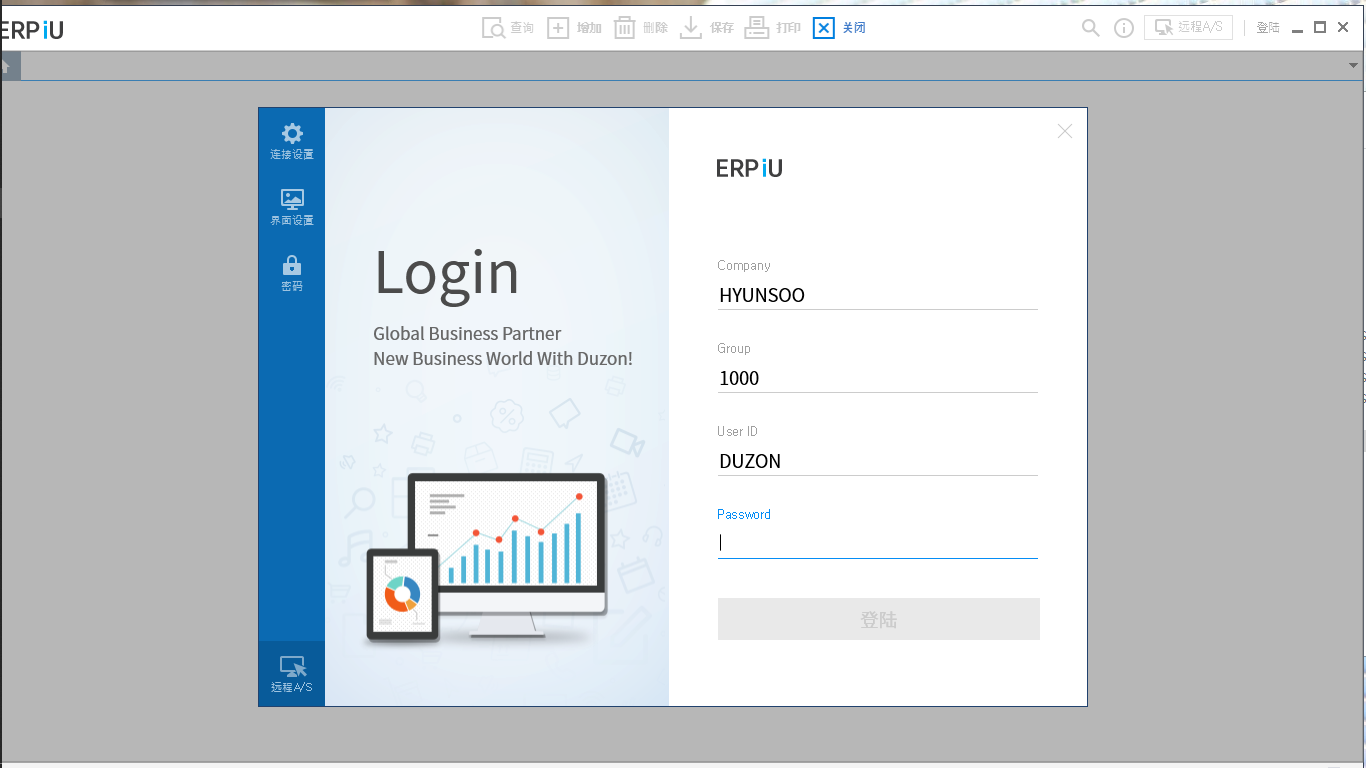 ERPiU
查询 增加 删除 保存 打印 关闭
远程A/S
登陆
连接设置
界面设置
密码
远程A/S
Login
Global Business Partner
New Business World With Duzon!
ERPiU
Company
HYUNSOO
Group
1000
User ID
DUZON
Password
登陆